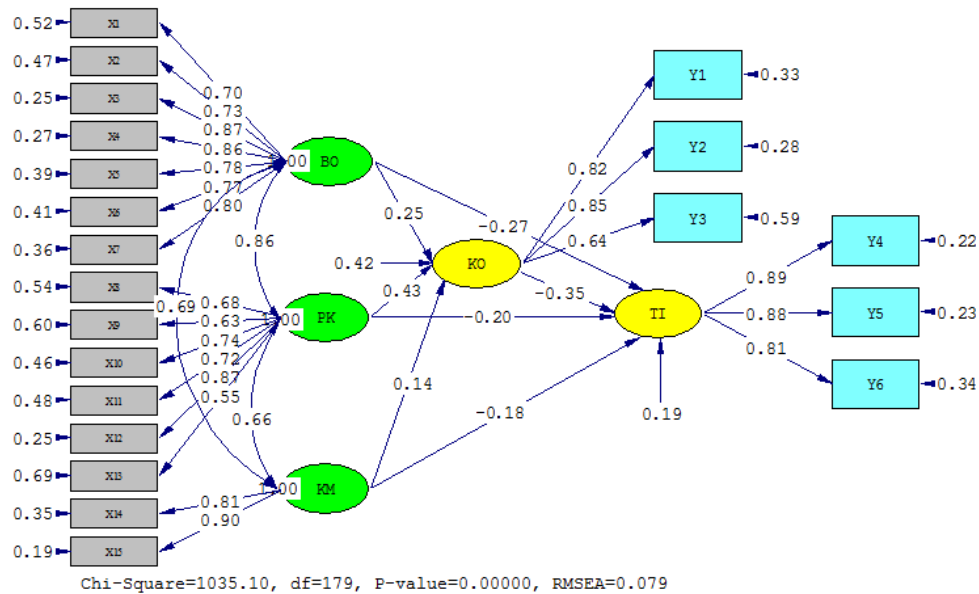 0.52 X1
0.47 X2
0.25 X3
0.27 X4
0.39 X5
0.41 X6
0.36 X7
0.54 X8
0.60 X9
0.46 X10
0.48 X11
0.25 X12
0.69 X13
0.35 X14
0.19 X15
0.70
0.73
0.87
0.86
0.78
0.77
0.80
BO
0.86
0.69
0.68
0.63
0.74
0.72
0.87
0.55
PK
0.66
0.81
0.90
1.00 KM
0.25
-0.27
0.42
KO
0.43
-0.35
-0.20
0.14
-0.18
TI
0.19
0.82
0.85
0.64
Y1 0.33
Y2 0.28
Y3 0.59
0.89
0.88
0.81
Y4 0.22
Y5 0.23
Y6 0.34
Chi-Square=1035.10, df=179, P-value=0.00000, RMSEA=0.079